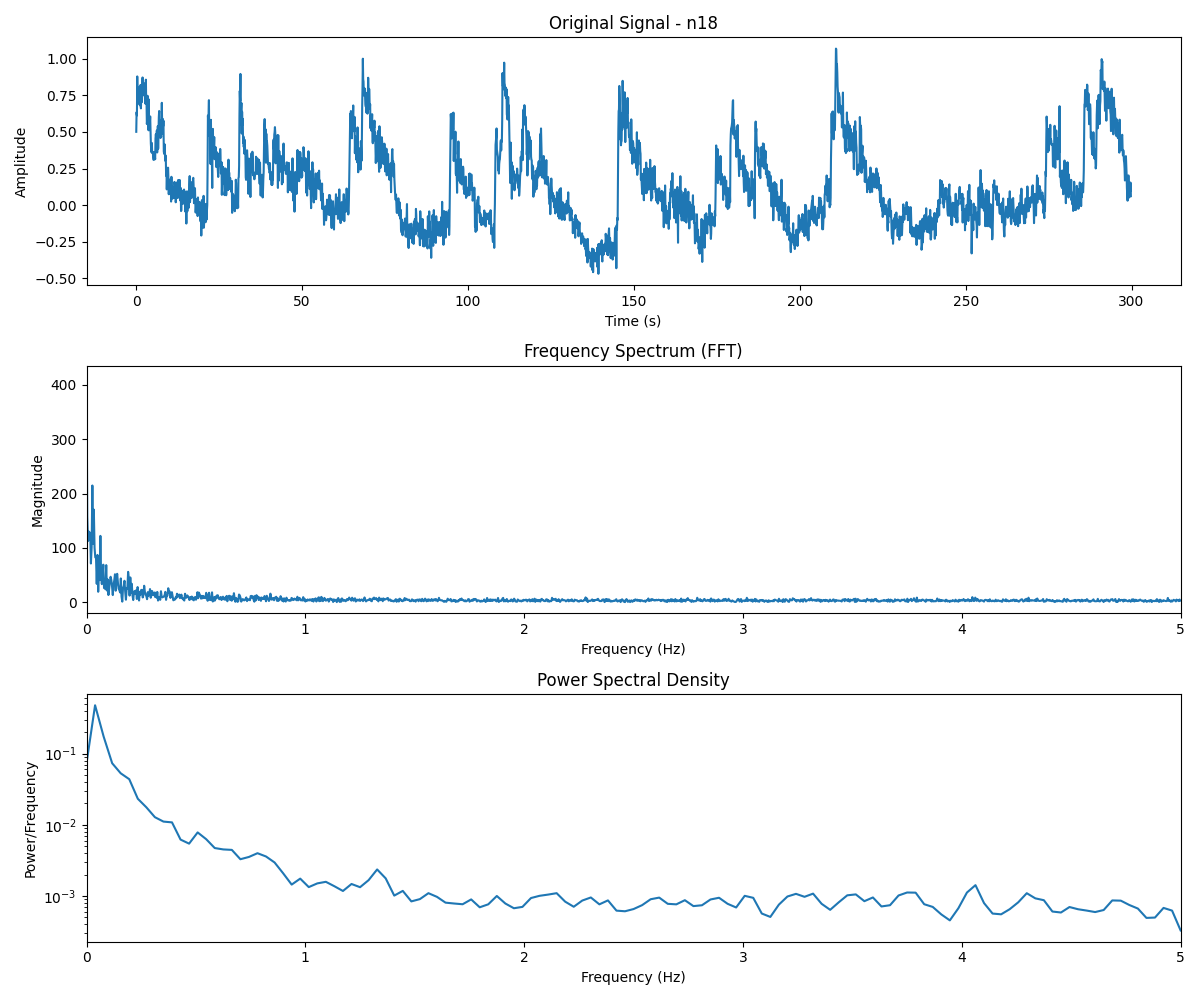 Original Signal - n18
Amplitude
1.00
0.75
0.50
0.25
0.00
−0.25
−0.50
0 50 100 150 200 250 300
Time (s)
Frequency Spectrum (FFT)
Magnitude
400
300
200
100
0
0 1 2 3 4 5
Frequency (Hz)
Power Spectral Density
Power/Frequency
10⁻¹
10⁻²
10⁻³
0 1 2 3 4 5
Frequency (Hz)